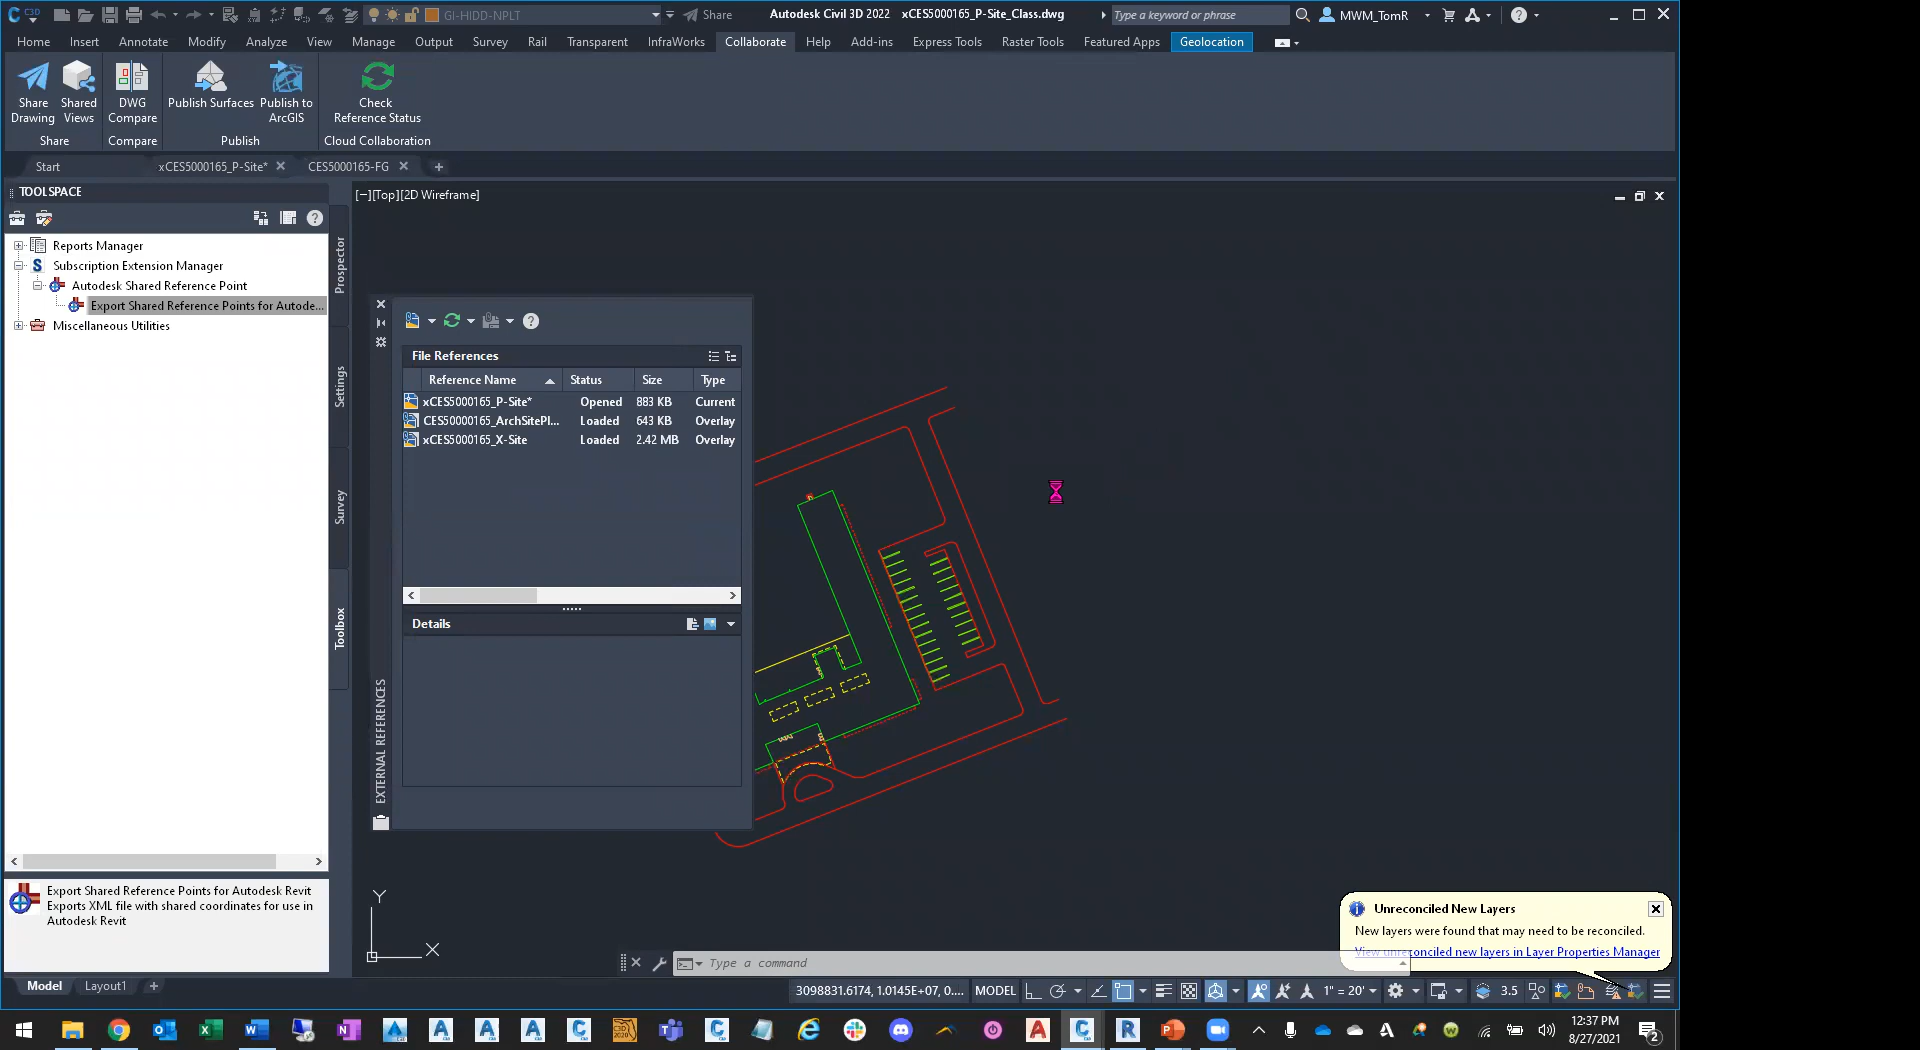 C3D
GI-HIDD-NPLT
Share
Autodesk Civil 3D 2022 xCES5000165_P-Site_Class.dwg
Type a keyword or phrase
MWM_TomR
Home Insert Annotate Modify Analyze View Manage Output Survey Rail Transparent InfraWorks Collaborate Help Add-ins Express Tools Raster Tools Featured Apps Geolocation
Share Drawing
Shared Views
DWG Compare
Publish Surfaces
Publish to ArcGIS
Check Reference Status
Share Compare Publish Cloud Collaboration
Start xCES5000165_P-Site* CES5000165-FG
TOOLSPACE
[−][Top][2D Wireframe]
Reports Manager
Subscription Extension Manager
Autodesk Shared Reference Point
Export Shared Reference Points for Autode...
Miscellaneous Utilities
Prospector
Settings
Survey
Toolbox
File References
Reference Name Status Size Type
xCES5000165_P-Site* Opened 883 KB Current
CES50000165_ArchSitePl... Loaded 643 KB Overlay
xCES5000165_X-Site Loaded 2.42 MB Overlay
Details
EXTERNAL REFERENCES
Export Shared Reference Points for Autodesk Revit
Exports XML file with shared coordinates for use in
Autodesk Revit
Y
X
Unreconciled New Layers
New layers were found that may need to be reconciled.
View unreconciled new layers in Layer Properties Manager
Type a command
Model Layout1
3098831.6174, 1.0145E+07, 0.... MODEL 1" = 20' 3.5
12:37 PM
8/27/2021
2